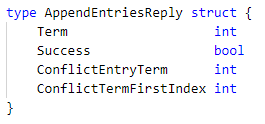 type AppendEntriesReply struct {
    Term                   int
    Success                bool
    ConflictEntryTerm      int
    ConflictTermFirstIndex int
}